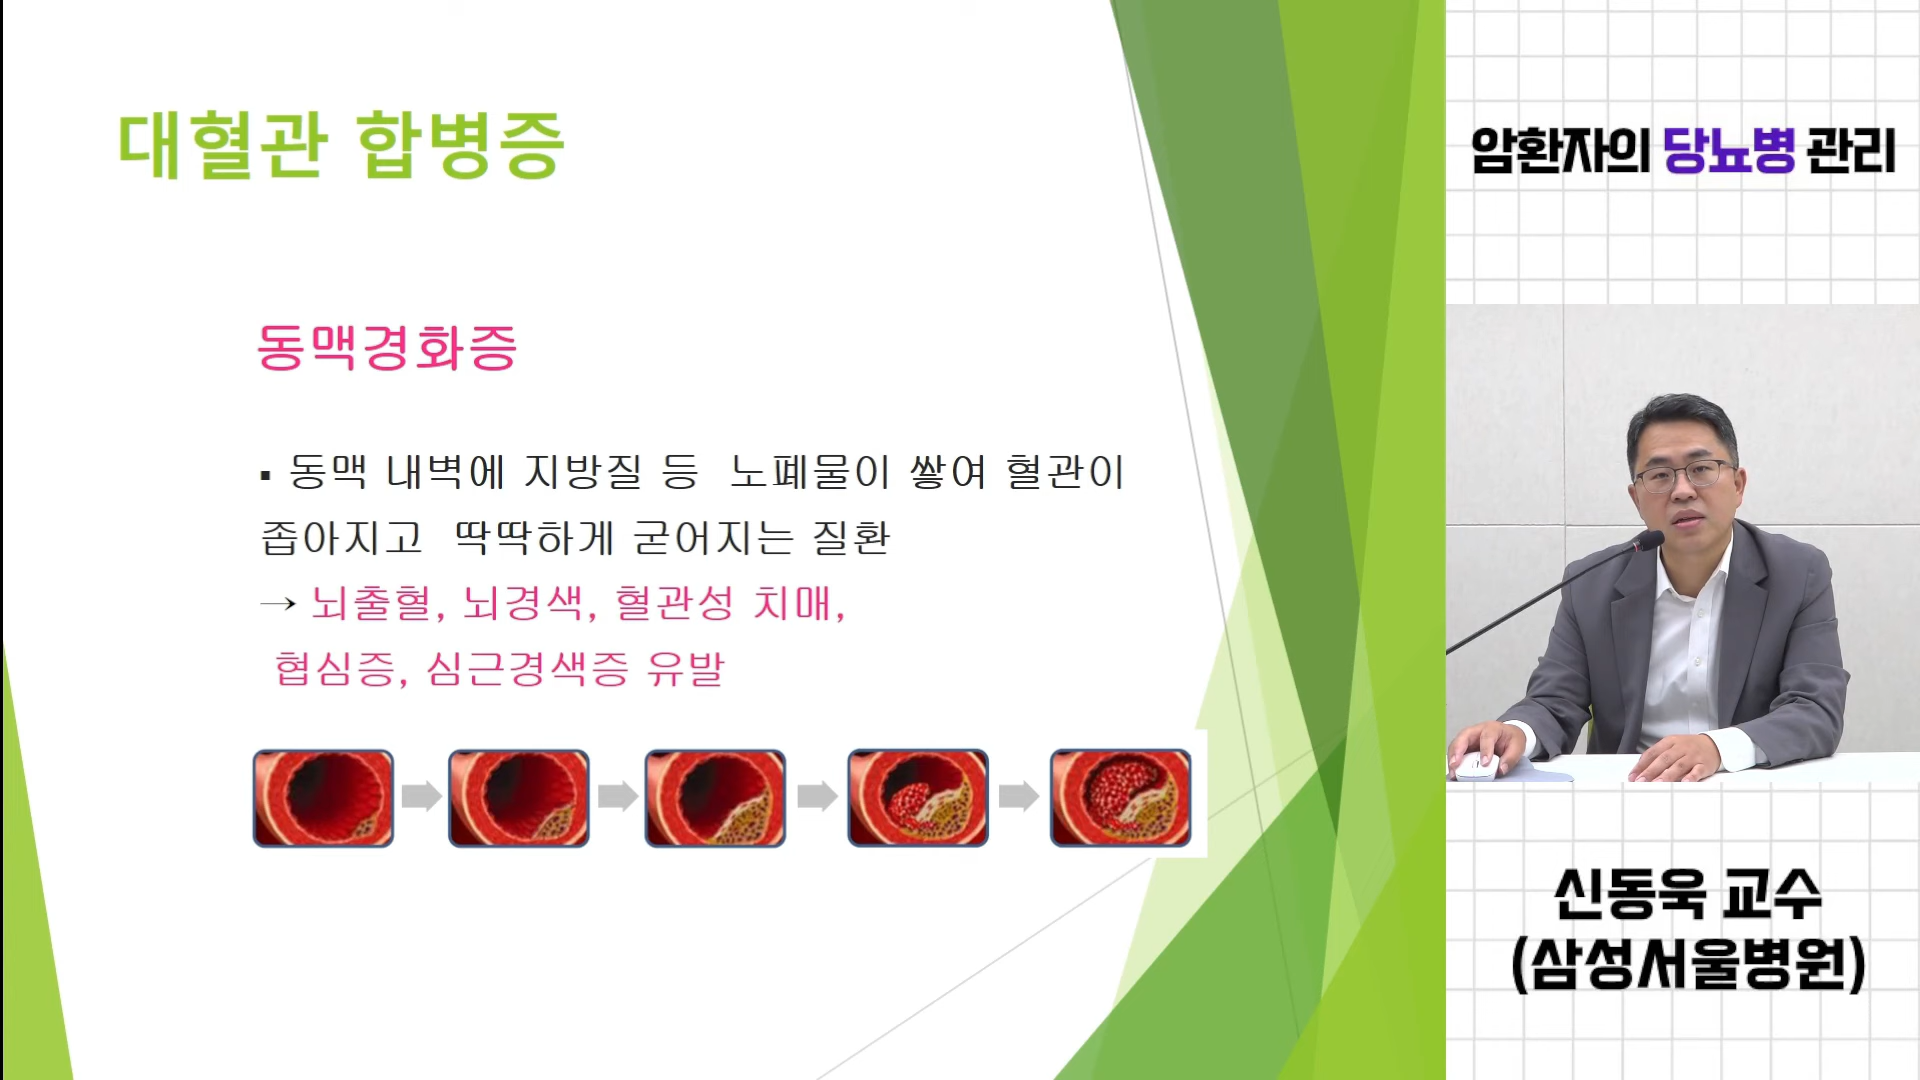 대혈관 합병증
동맥경화증
▪ 동맥 내벽에 지방질 등 노폐물이 쌓여 혈관이
좁아지고 딱딱하게 굳어지는 질환
→ 뇌출혈, 뇌경색, 혈관성 치매,
협심증, 심근경색증 유발
암환자의 당뇨병 관리
신동욱 교수
(삼성서울병원)